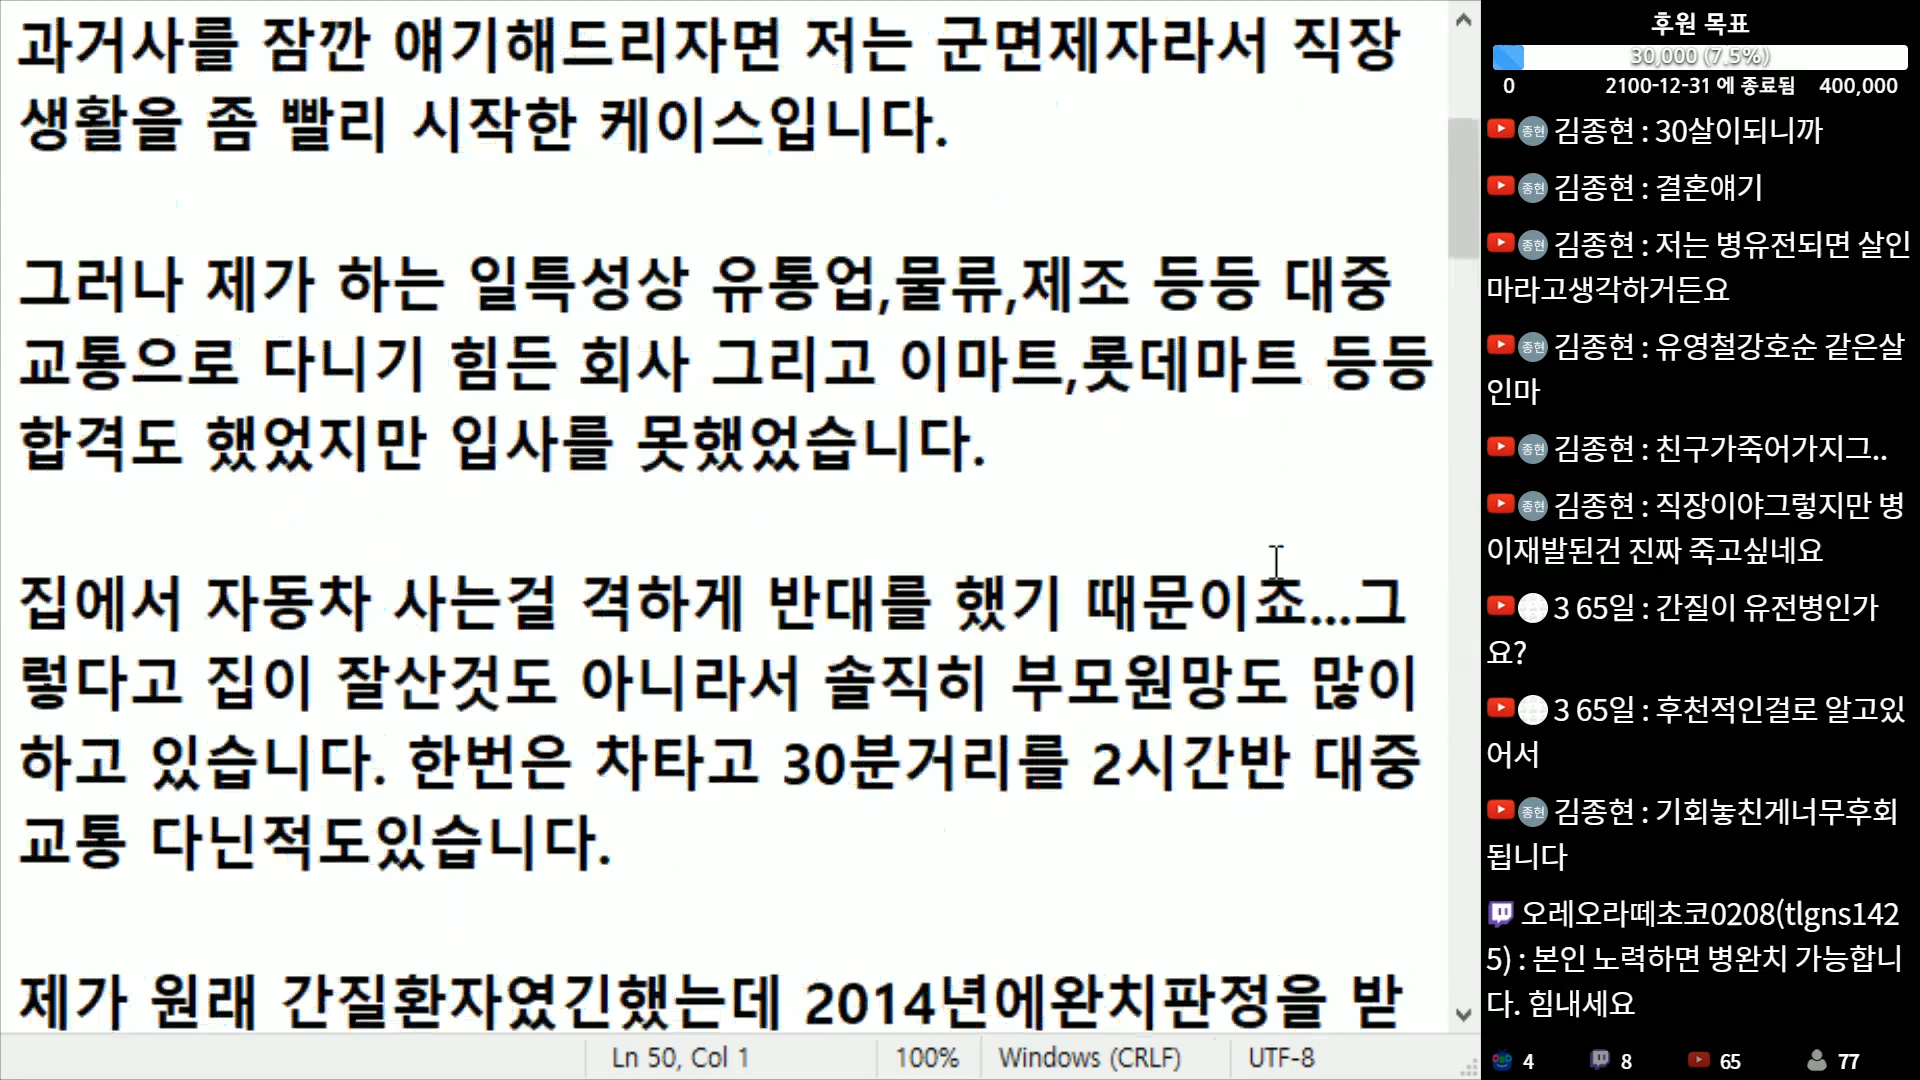 과거사를 잠깐 얘기해드리자면 저는 군면제자라서 직장
생활을 좀 빨리 시작한 케이스입니다.
그러나 제가 하는 일특성상 유통업,물류,제조 등등 대중
교통으로 다니기 힘든 회사 그리고 이마트,롯데마트 등등
합격도 했었지만 입사를 못했었습니다.
집에서 자동차 사는걸 격하게 반대를 했기 때문이죠...그
렇다고 집이 잘산것도 아니라서 솔직히 부모원망도 많이
하고 있습니다. 한번은 차타고 30분거리를 2시간반 대중
교통 다닌적도있습니다.
제가 원래 간질환자였긴했는데 2014년에완치판정을 받
Ln 50, Col 1
100%
Windows (CRLF)
UTF-8
후원 목표
30,000 (7.5%)
0 2100-12-31 에 종료됨 400,000
종현 김종현 : 30살이되니까
종현 김종현 : 결혼얘기
종현 김종현 : 저는 병유전되면 살인
마라고생각하거든요
종현 김종현 : 유영철강호순 같은살
인마
종현 김종현 : 친구가죽어가지그..
종현 김종현 : 직장이야그렇지만 병
이재발된건 진짜 죽고싶네요
3 65일 : 간질이 유전병인가
요?
3 65일 : 후천적인걸로 알고있
어서
종현 김종현 : 기회놓친게너무후회
됩니다
오레오라떼초코0208(tlgns142
5) : 본인 노력하면 병완치 가능합니
다. 힘내세요
4 8 65 77